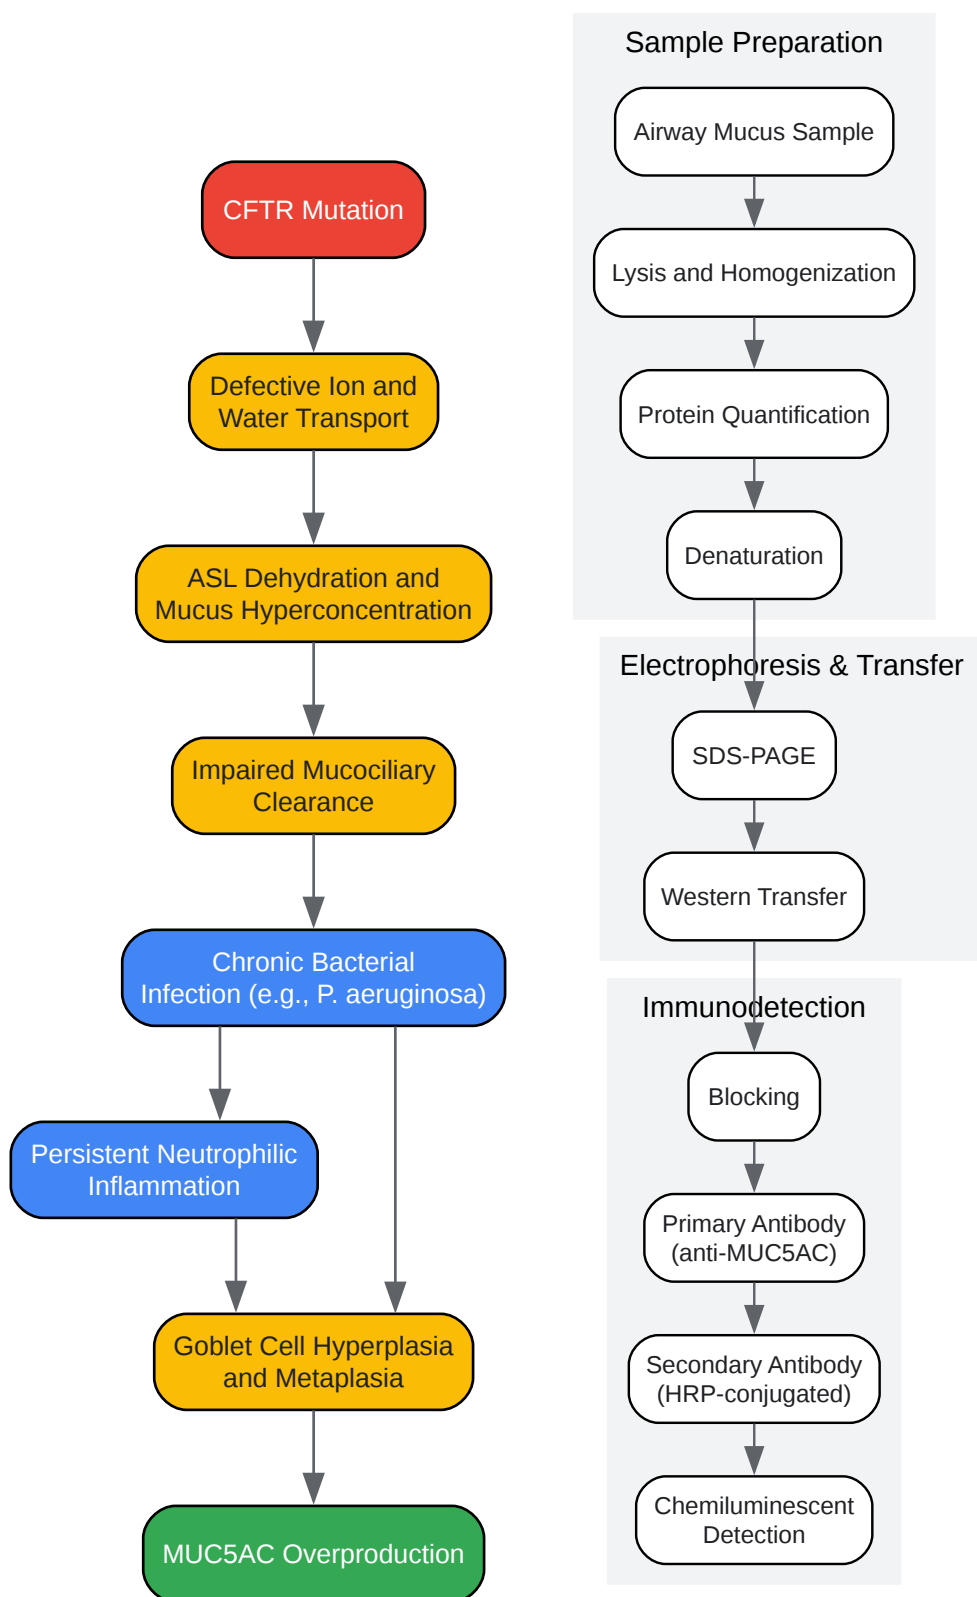 CFTR Mutation
Defective Ion and
Water Transport
ASL Dehydration and
Mucus Hyperconcentration
Impaired Mucociliary
Clearance
Chronic Bacterial
Infection (e.g., P. aeruginosa)
Persistent Neutrophilic
Inflammation
Goblet Cell Hyperplasia
and Metaplasia
MUC5AC Overproduction
Sample Preparation
Airway Mucus Sample
Lysis and Homogenization
Protein Quantification
Denaturation
Electrophoresis & Transfer
SDS-PAGE
Western Transfer
Immunodetection
Blocking
Primary Antibody
(anti-MUC5AC)
Secondary Antibody
(HRP-conjugated)
Chemiluminescent
Detection